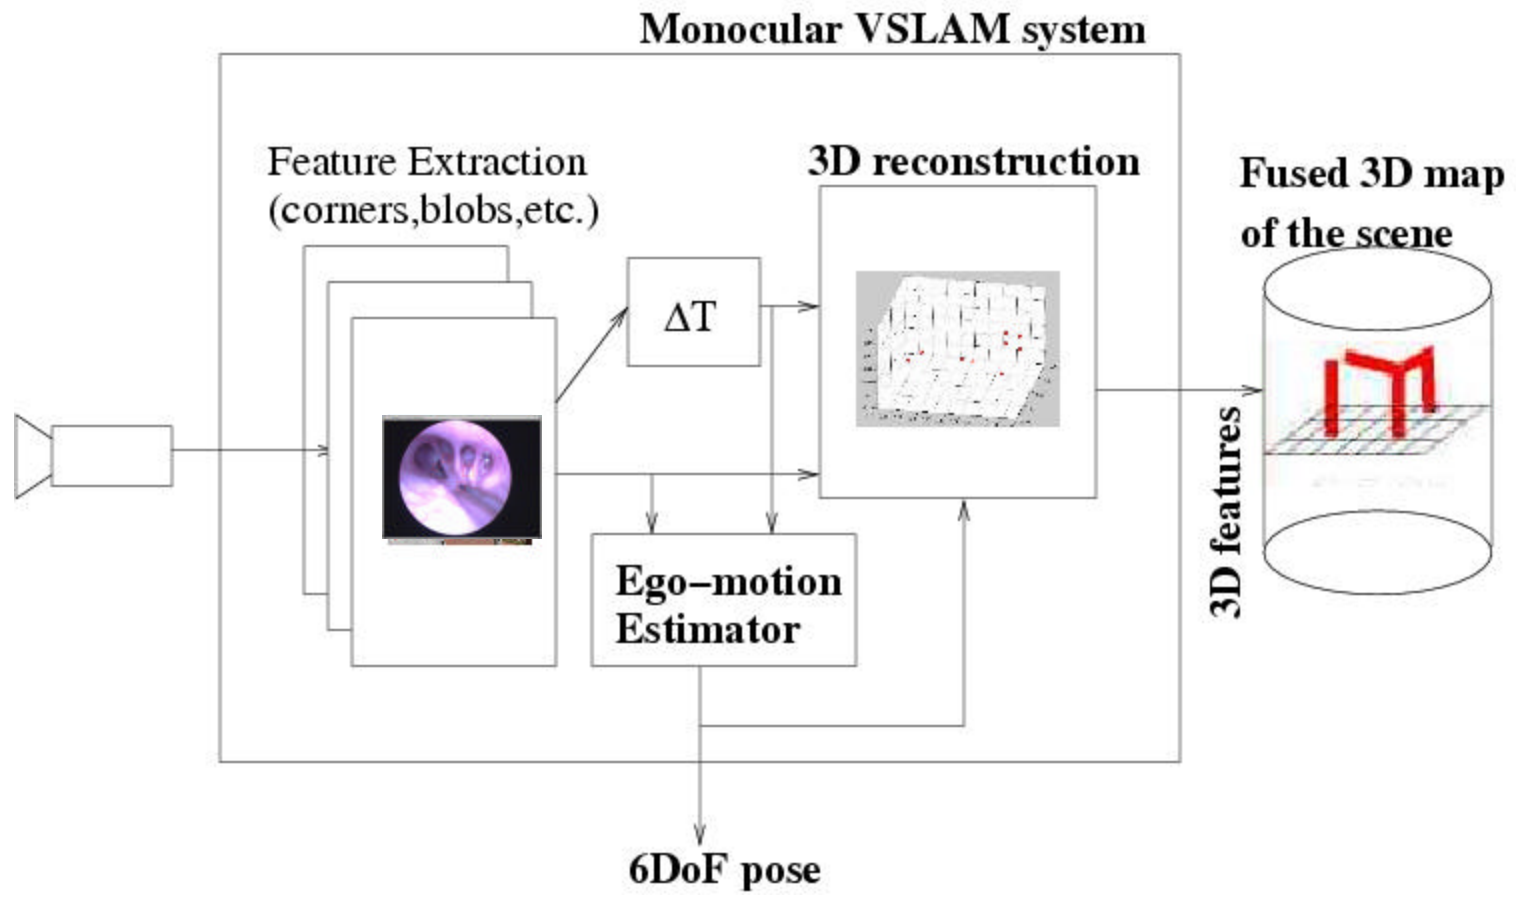 Monocular VSLAM system
Feature Extraction
(corners,blobs,etc.)
3D reconstruction
Fused 3D map
of the scene
ΔT
3D features
Ego–motion
Estimator
6DoF pose